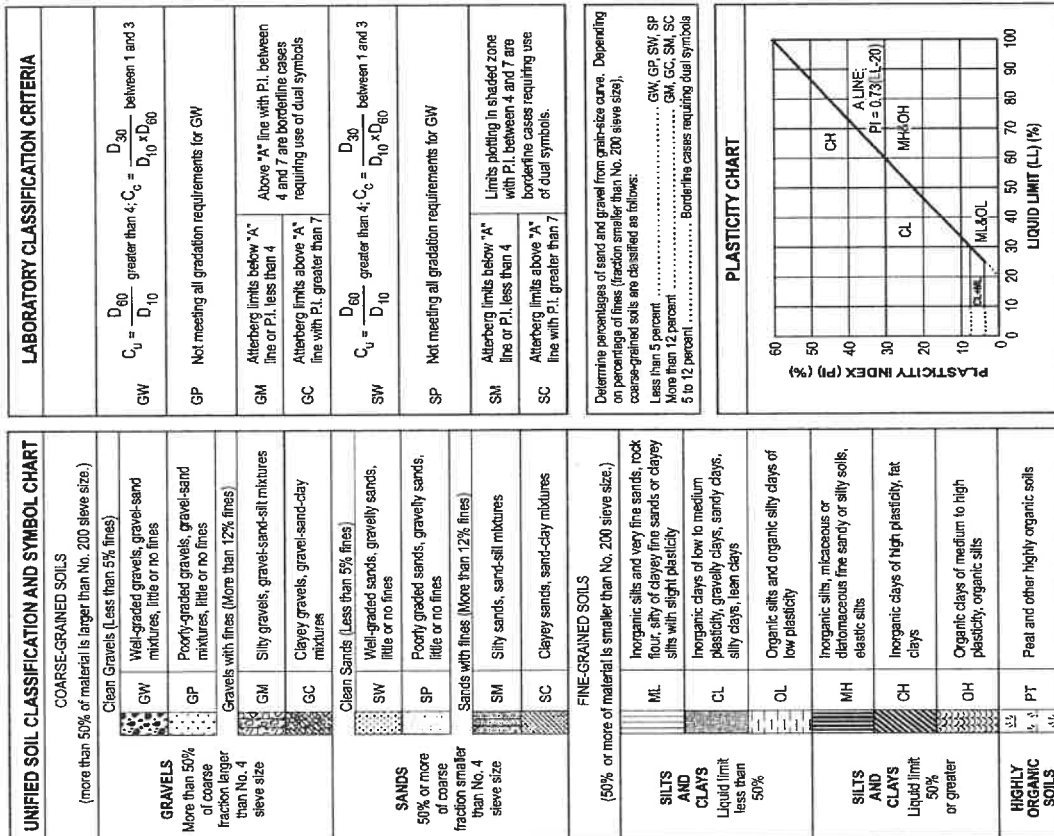 UNIFIED SOIL CLASSIFICATION AND SYMBOL CHART
COARSE-GRAINED SOILS
(more than 50% of material is larger than No. 200 sieve size.)
Clean Gravels (Less than 5% fines)
GRAVELS
More than 50%
of coarse
fraction larger
than No. 4
sieve size
GW
Well-graded gravels, gravel-sand
mixtures, little or no fines
GP
Poorly-graded gravels, gravel-sand
mixtures, little or no fines
Gravels with fines (More than 12% fines)
GM
Silty gravels, gravel-sand-silt mixtures
GC
Clayey gravels, gravel-sand-clay
mixtures
Clean Sands (Less than 5% fines)
SANDS
50% or more
of coarse
fraction smaller
than No. 4
sieve size
SW
Well-graded sands, gravelly sands,
little or no fines
SP
Poorly graded sands, gravelly sands,
little or no fines
Sands with fines (More than 12% fines)
SM
Silty sands, sand-silt mixtures
SC
Clayey sands, sand-clay mixtures
FINE-GRAINED SOILS
(50% or more of material is smaller than No. 200 sieve size.)
SILTS
AND
CLAYS
Liquid limit
less than
50%
ML
Inorganic silts and very fine sands, rock
flour, silty of clayey fine sands or clayey
silts with slight plasticity
CL
Inorganic clays of low to medium
plasticity, gravelly clays, sandy clays,
silty clays, lean clays
OL
Organic silts and organic silty clays of
low plasticity
SILTS
AND
CLAYS
Liquid limit
50%
or greater
MH
Inorganic silts, micaceous or
diatomaceous fine sandy or silty soils,
elastic silts
CH
Inorganic clays of high plasticity, fat
clays
OH
Organic clays of medium to high
plasticity, organic silts
HIGHLY
ORGANIC
SOILS
PT
Peat and other highly organic soils
LABORATORY CLASSIFICATION CRITERIA
GW
Cu = D60 / D10 greater than 4; Cc = D30 / D10 x D60 between 1 and 3
GP
Not meeting all gradation requirements for GW
GM
Atterberg limits below "A"
line or P.I. less than 4
GC
Atterberg limits above "A"
line with P.I. greater than 7
Above "A" line with P.I. between
4 and 7 are borderline cases
requiring use of dual symbols
SW
Cu = D60 / D10 greater than 4; Cc = D30 / D10 x D60 between 1 and 3
SP
Not meeting all gradation requirements for GW
SM
Atterberg limits below "A"
line or P.I. less than 4
SC
Atterberg limits above "A"
line with P.I. greater than 7
Limits plotting in shaded zone
with P.I. between 4 and 7 are
borderline cases requiring use
of dual symbols.
Determine percentages of sand and gravel from grain-size curve. Depending
on percentage of fines (fraction smaller than No. 200 sieve size),
coarse-grained soils are classified as follows:
Less than 5 percent .......... GW, GP, SW, SP
More than 12 percent .......... GM, GC, SM, SC
5 to 12 percent .......... Borderline cases requiring dual symbols
PLASTICITY CHART
PLASTICITY INDEX (PI) (%)
60
50
40
30
20
10
0
CH
A LINE:
PI = 0.73(LL-20)
CL
MH&OH
CL+ML
ML&OL
0 10 20 30 40 50 60 70 80 90 100
LIQUID LIMIT (LL) (%)